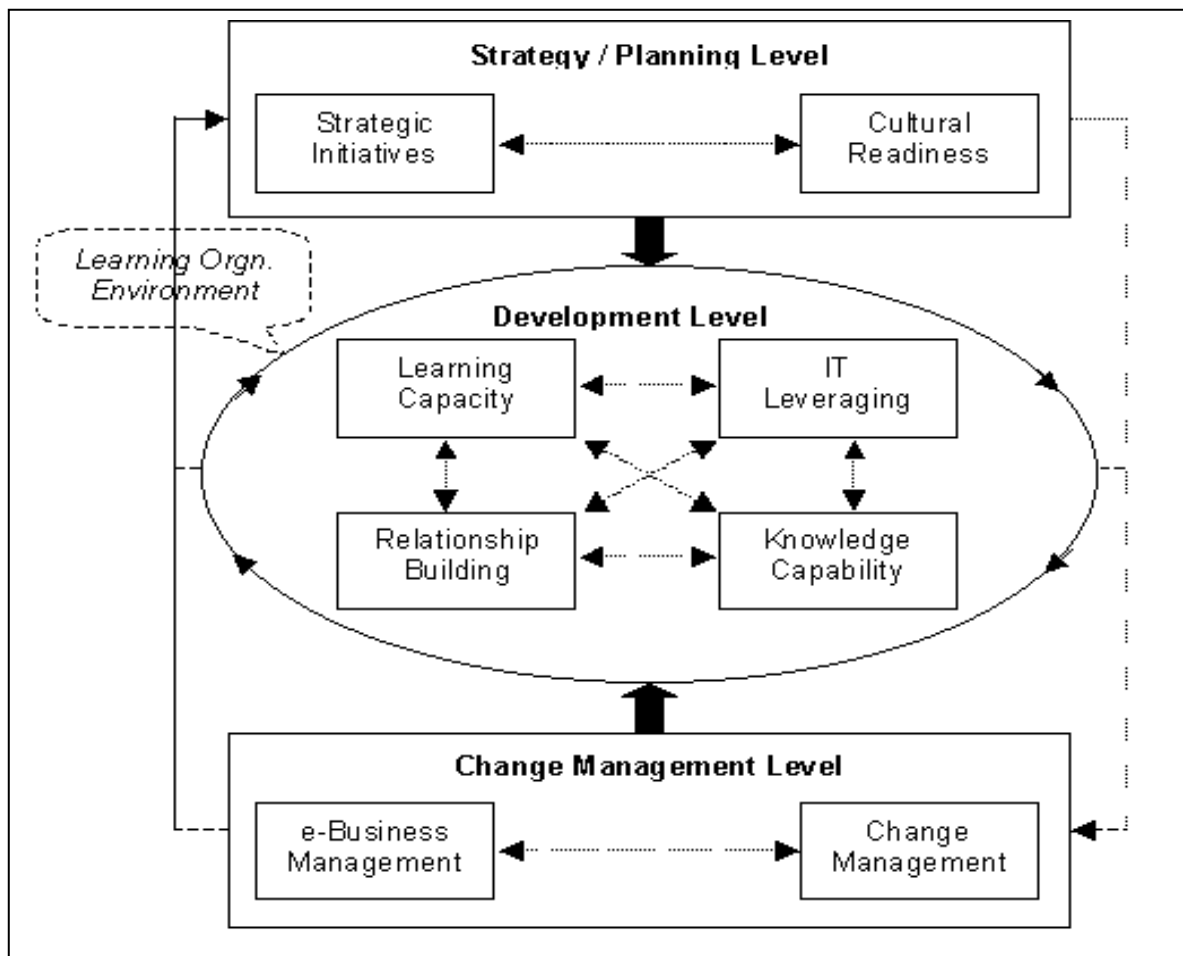 Strategy / Planning Level
Strategic
Initiatives
Cultural
Readiness
Learning Orgn.
Environment
Development Level
Learning
Capacity
IT
Leveraging
Relationship
Building
Knowledge
Capability
Change Management Level
e-Business
Management
Change
Management